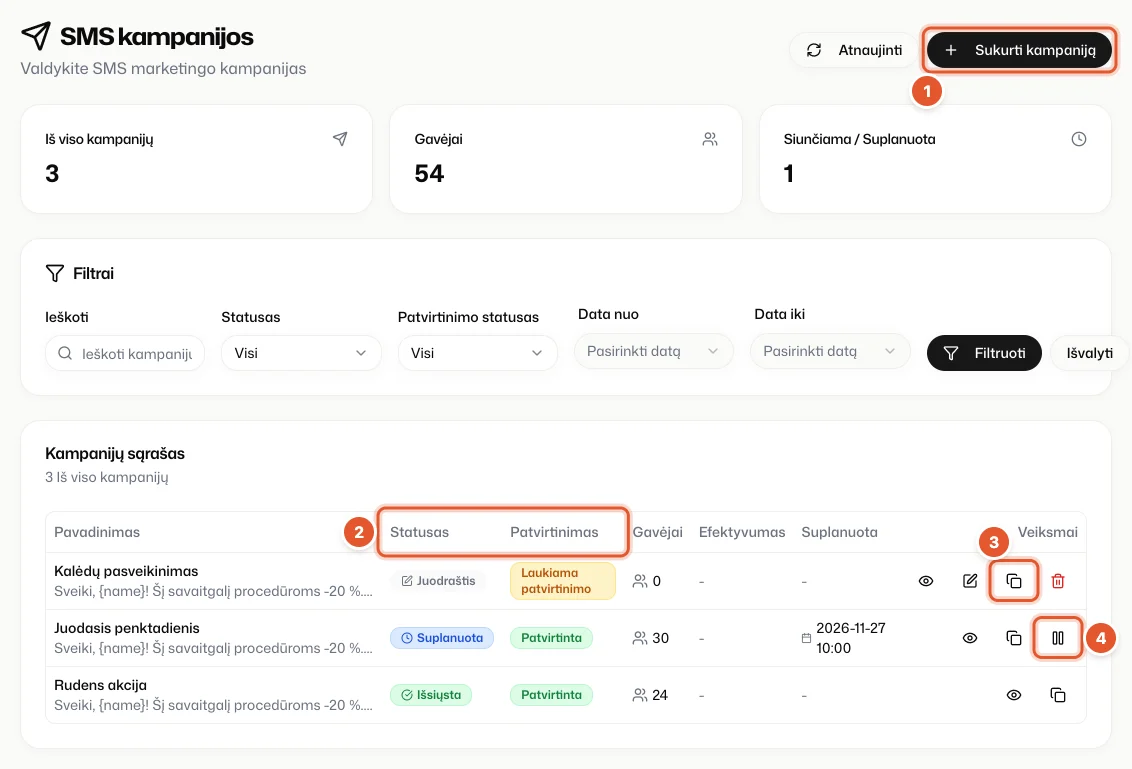 SMS kampanijos
Valdykite SMS marketingo kampanijas
Atnaujinti
Sukurti kampaniją
1
Iš viso kampanijų
3
Gavėjai
54
Siunčiama / Suplanuota
1
Filtrai
Ieškoti
Ieškoti kampanijų
Statusas
Visi
Patvirtinimo statusas
Visi
Data nuo
Pasirinkti datą
Data iki
Pasirinkti datą
Filtruoti
Išvalyti
Kampanijų sąrašas
3 Iš viso kampanijų
2
3
Pavadinimas Statusas Patvirtinimas Gavėjai Efektyvumas Suplanuota Veiksmai
Kalėdų pasveikinimas
Sveiki, {name}! Šį savaitgalį procedūroms -20 %....
Juodraštis
Laukiama
patvirtinimo
0
-
-
Juodasis penktadienis
Sveiki, {name}! Šį savaitgalį procedūroms -20 %....
Suplanuota
Patvirtinta
30
-
2026-11-27
10:00
4
Rudens akcija
Sveiki, {name}! Šį savaitgalį procedūroms -20 %....
Išsiųsta
Patvirtinta
24
-
-